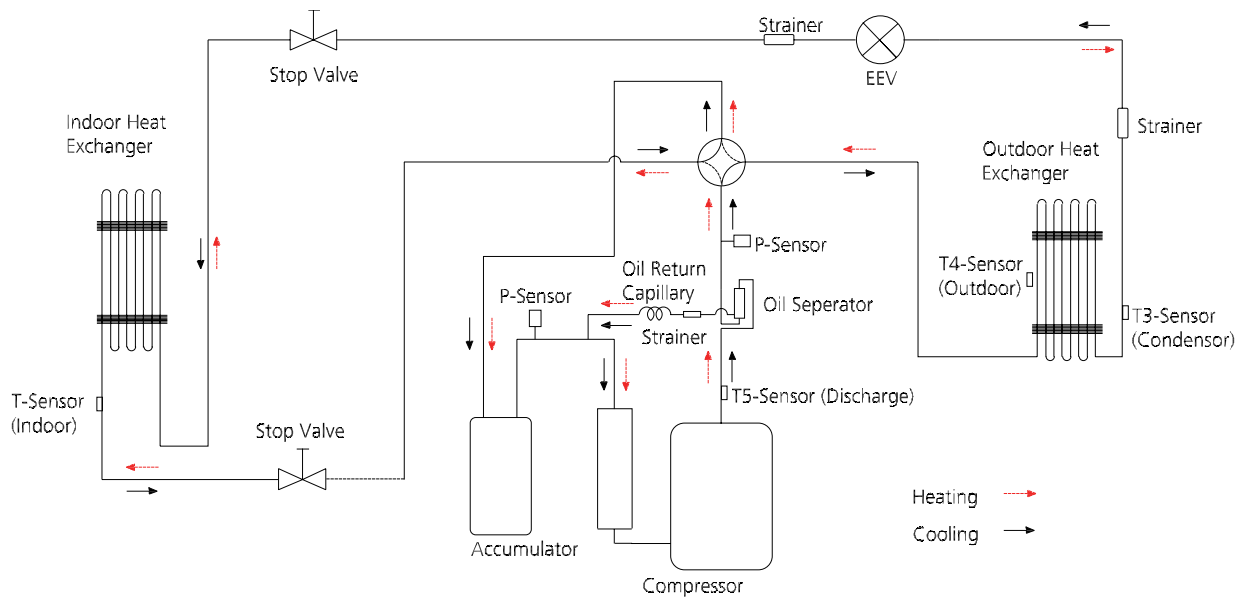 Strainer
Stop Valve
EEV
Indoor Heat
Exchanger
Strainer
Outdoor Heat
Exchanger
P-Sensor
T4-Sensor
(Outdoor)
Oil Return
Capillary
P-Sensor
Oil Seperator
Strainer
T3-Sensor
(Condensor)
T-Sensor
(Indoor)
T5-Sensor (Discharge)
Stop Valve
Heating
Cooling
Accumulator
Compressor